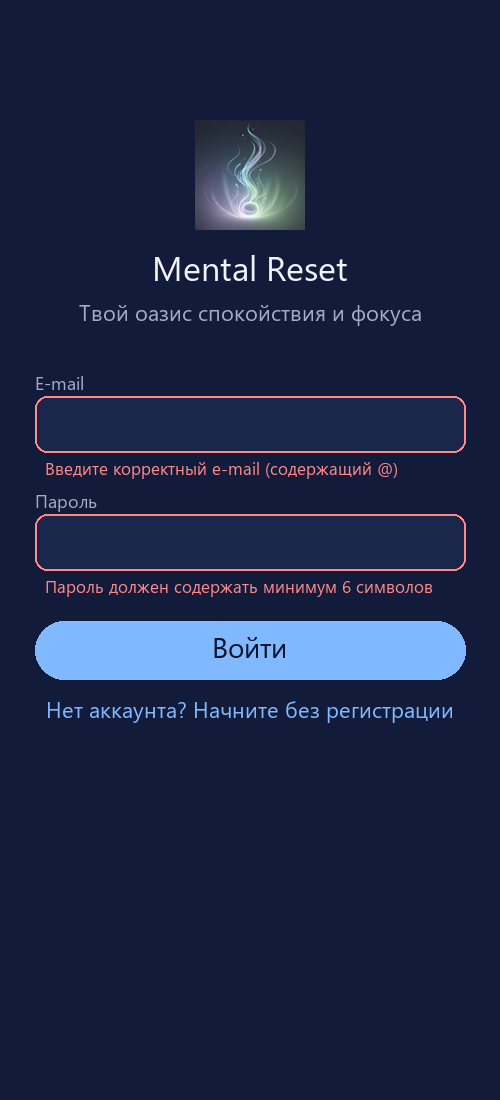 Mental Reset
Твой оазис спокойствия и фокуса
E-mail
Введите корректный e-mail (содержащий @)
Пароль
Пароль должен содержать минимум 6 символов
Войти
Нет аккаунта? Начните без регистрации